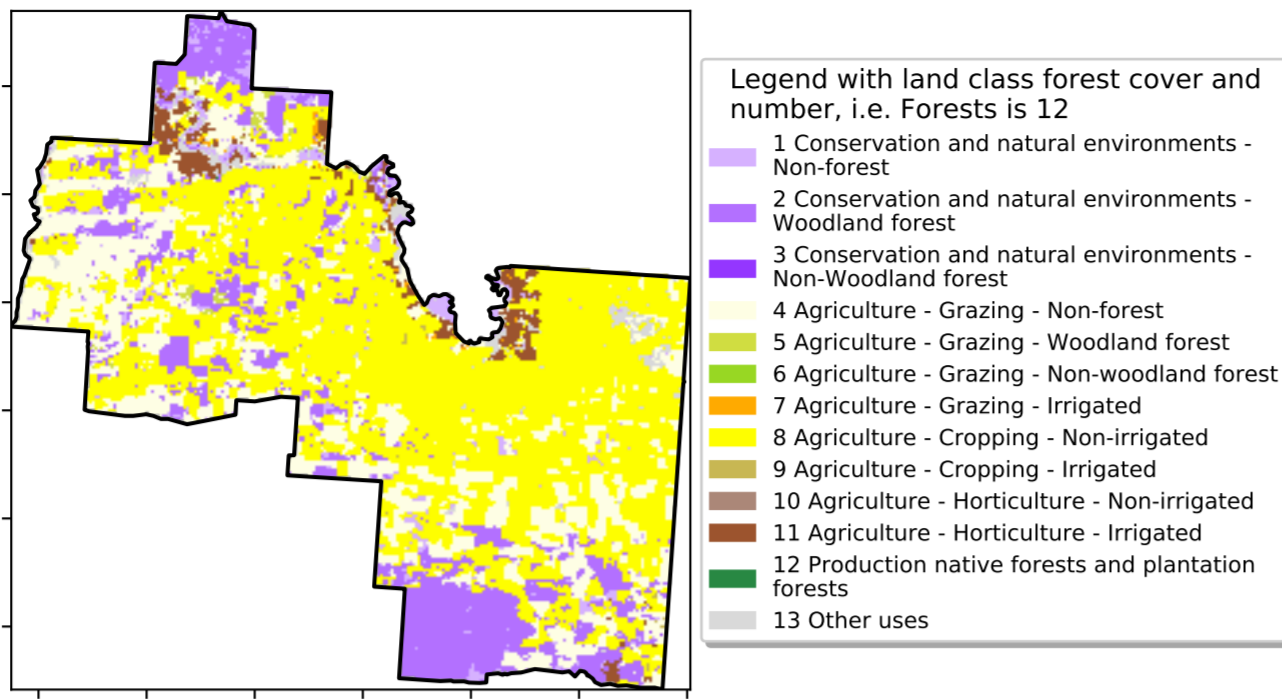 Legend with land class forest cover and
number, i.e. Forests is 12
1 Conservation and natural environments -
Non-forest
2 Conservation and natural environments -
Woodland forest
3 Conservation and natural environments -
Non-Woodland forest
4 Agriculture - Grazing - Non-forest
5 Agriculture - Grazing - Woodland forest
6 Agriculture - Grazing - Non-woodland forest
7 Agriculture - Grazing - Irrigated
8 Agriculture - Cropping - Non-irrigated
9 Agriculture - Cropping - Irrigated
10 Agriculture - Horticulture - Non-irrigated
11 Agriculture - Horticulture - Irrigated
12 Production native forests and plantation
forests
13 Other uses